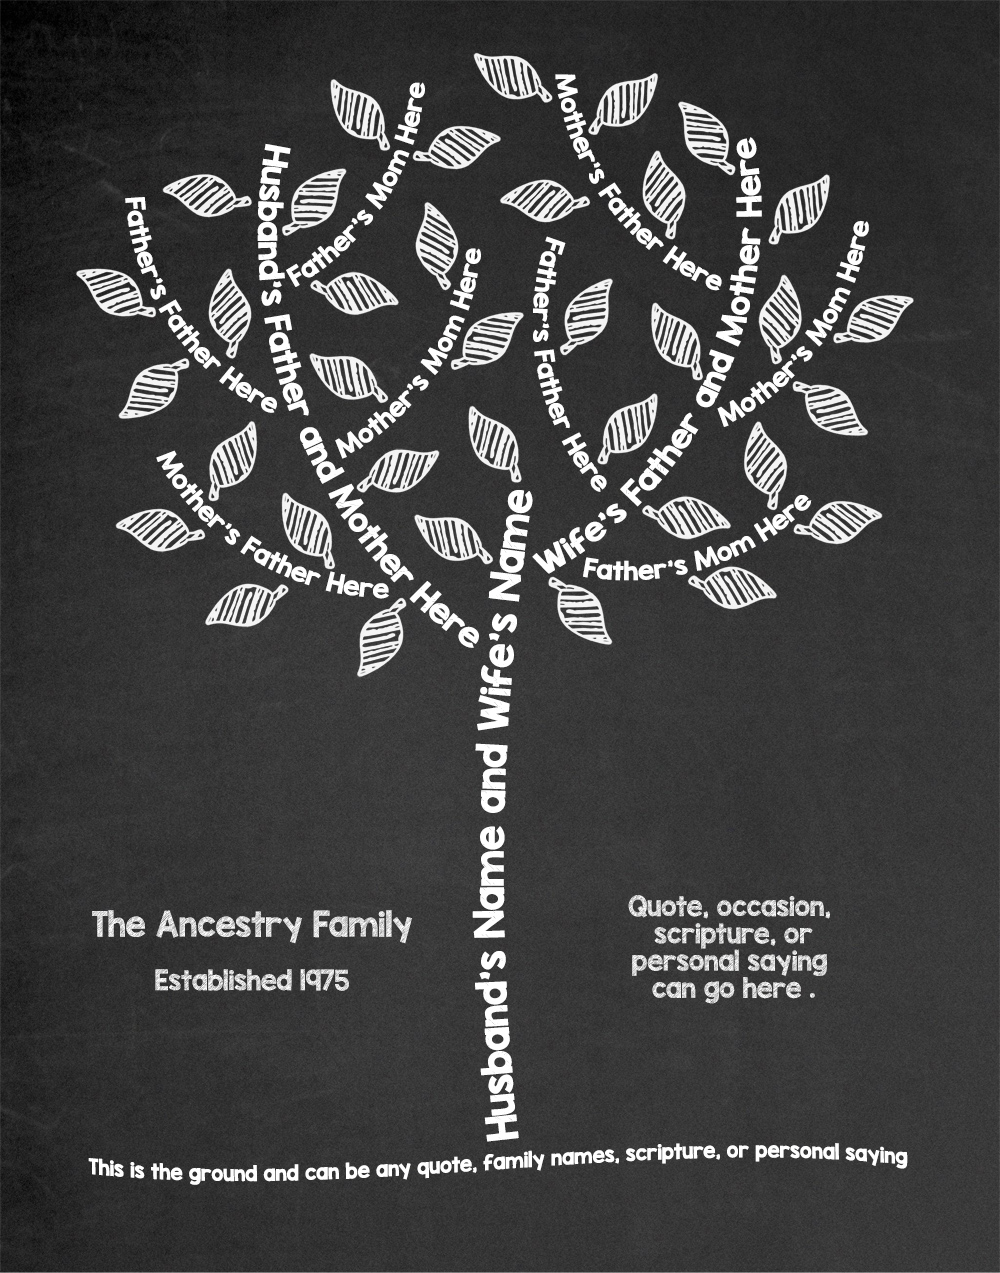 Mother's Father Here
Father's Mom Here
Wife's Father and Mother Here
Husband's Father and Mother Here
Father's Father Here
Mother's Mom Here
Father's Father Here
Mother's Mom Here
Mother's Father Here
Father's Mom Here
Husband's Name and Wife's Name
The Ancestry Family
Established 1975
Quote, occasion,
scripture, or
personal saying
can go here .
This is the ground and can be any quote, family names, scripture, or personal saying